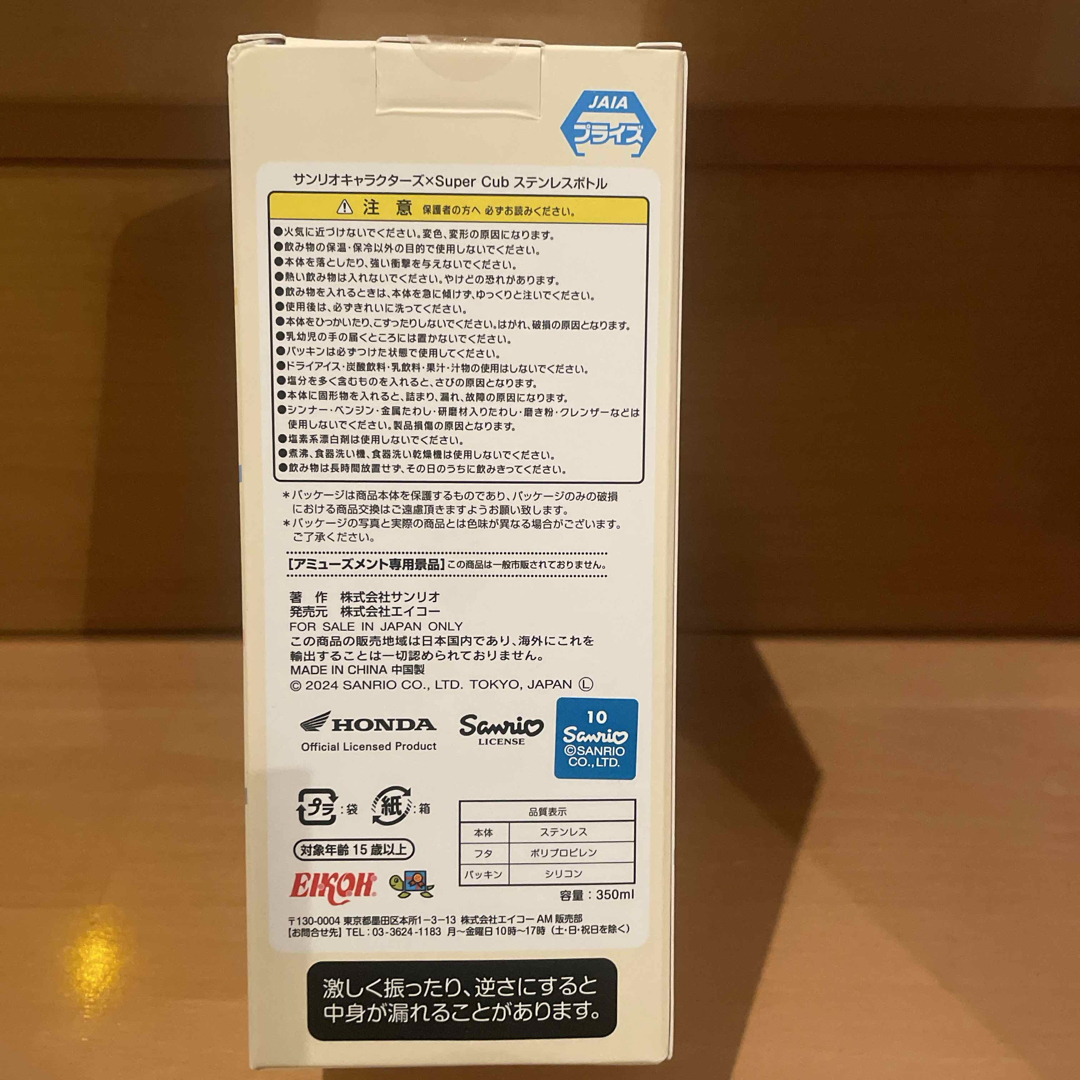 JAIA
プライズ
サンリオキャラクターズ×Super Cub ステンレスボトル
注意 保護者の方へ 必ずお読みください。
●火気に近づけないでください。変色、変形の原因になります。
●飲み物の保温・保冷以外の目的で使用しないでください。
●本体を落としたり、強い衝撃を与えないでください。
●熱い飲み物は入れないでください。やけどの恐れがあります。
●飲み物を入れるときは、本体を急に傾けず、ゆっくりと注いでください。
●使用後は、必ずきれいに洗ってください。
●本体をひっかいたり、こすったりしないでください。はがれ、破損の原因となります。
●乳幼児の手の届くところには置かないでください。
●パッキンは必ずつけた状態で使用してください。
●ドライアイス・炭酸飲料・乳飲料・果汁・汁物の使用はしないでください。
●塩分を多く含むものを入れると、さびの原因となります。
●本体に固形物を入れると、詰まり、漏れ、故障の原因になります。
●シンナー・ベンジン・金属たわし・研磨材入りたわし・磨き粉・クレンザーなどは
使用しないでください。製品損傷の原因となります。
●塩素系漂白剤は使用しないでください。
●煮沸、食器洗い機、食器洗い乾燥機は使用しないでください。
●飲み物は長時間放置せず、その日のうちに飲みきってください。
＊パッケージは商品本体を保護するものであり、パッケージのみの破損
における商品交換はご遠慮頂きますようお願い致します。
＊パッケージの写真と実際の商品とは色味が異なる場合がございます。
ご了承ください。
【アミューズメント専用景品】この商品は一般市販されておりません。
著 作 株式会社サンリオ
発売元 株式会社エイコー
FOR SALE IN JAPAN ONLY
この商品の販売地域は日本国内であり、海外にこれを
輸出することは一切認められておりません。
MADE IN CHINA 中国製
© 2024 SANRIO CO., LTD. TOKYO, JAPAN Ⓛ
HONDA
Official Licensed Product
Sanrio
LICENSE
10
Sanrio
©SANRIO
CO.,LTD.
プラ:袋 紙:箱
対象年齢 15歳以上
EIKOH
品質表示
本体 ステンレス
フタ ポリプロピレン
パッキン シリコン
容量：350ml
〒130-0004 東京都墨田区本所1-3-13 株式会社エイコー AM販売部
【お問合せ先】TEL：03-3624-1183 月〜金曜日10時〜17時（土・日・祝日を除く）
激しく振ったり、逆さにすると
中身が漏れることがあります。